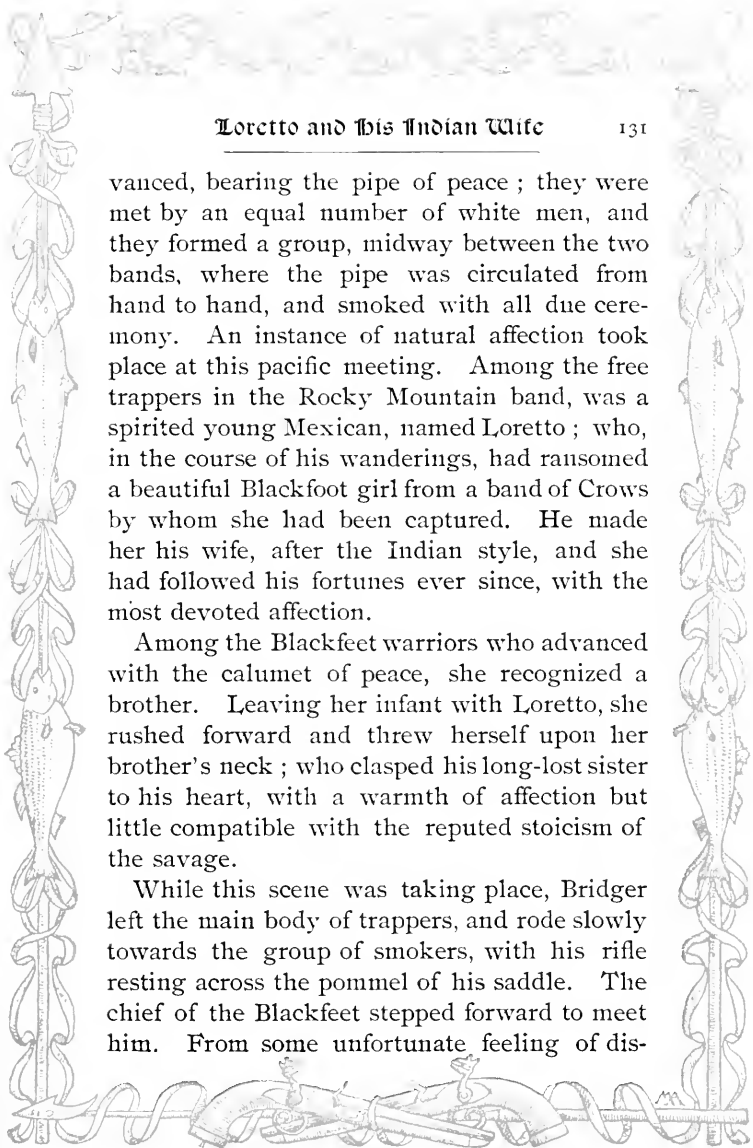 Loretto and His Indian Wife 131
vanced, bearing the pipe of peace ; they were
met by an equal number of white men, and
they formed a group, midway between the two
bands, where the pipe was circulated from
hand to hand, and smoked with all due cere-
mony. An instance of natural affection took
place at this pacific meeting. Among the free
trappers in the Rocky Mountain band, was a
spirited young Mexican, named Loretto ; who,
in the course of his wanderings, had ransomed
a beautiful Blackfoot girl from a band of Crows
by whom she had been captured. He made
her his wife, after the Indian style, and she
had followed his fortunes ever since, with the
most devoted affection.
Among the Blackfeet warriors who advanced
with the calumet of peace, she recognized a
brother. Leaving her infant with Loretto, she
rushed forward and threw herself upon her
brother's neck ; who clasped his long-lost sister
to his heart, with a warmth of affection but
little compatible with the reputed stoicism of
the savage.
While this scene was taking place, Bridger
left the main body of trappers, and rode slowly
towards the group of smokers, with his rifle
resting across the pommel of his saddle. The
chief of the Blackfeet stepped forward to meet
him. From some unfortunate feeling of dis-